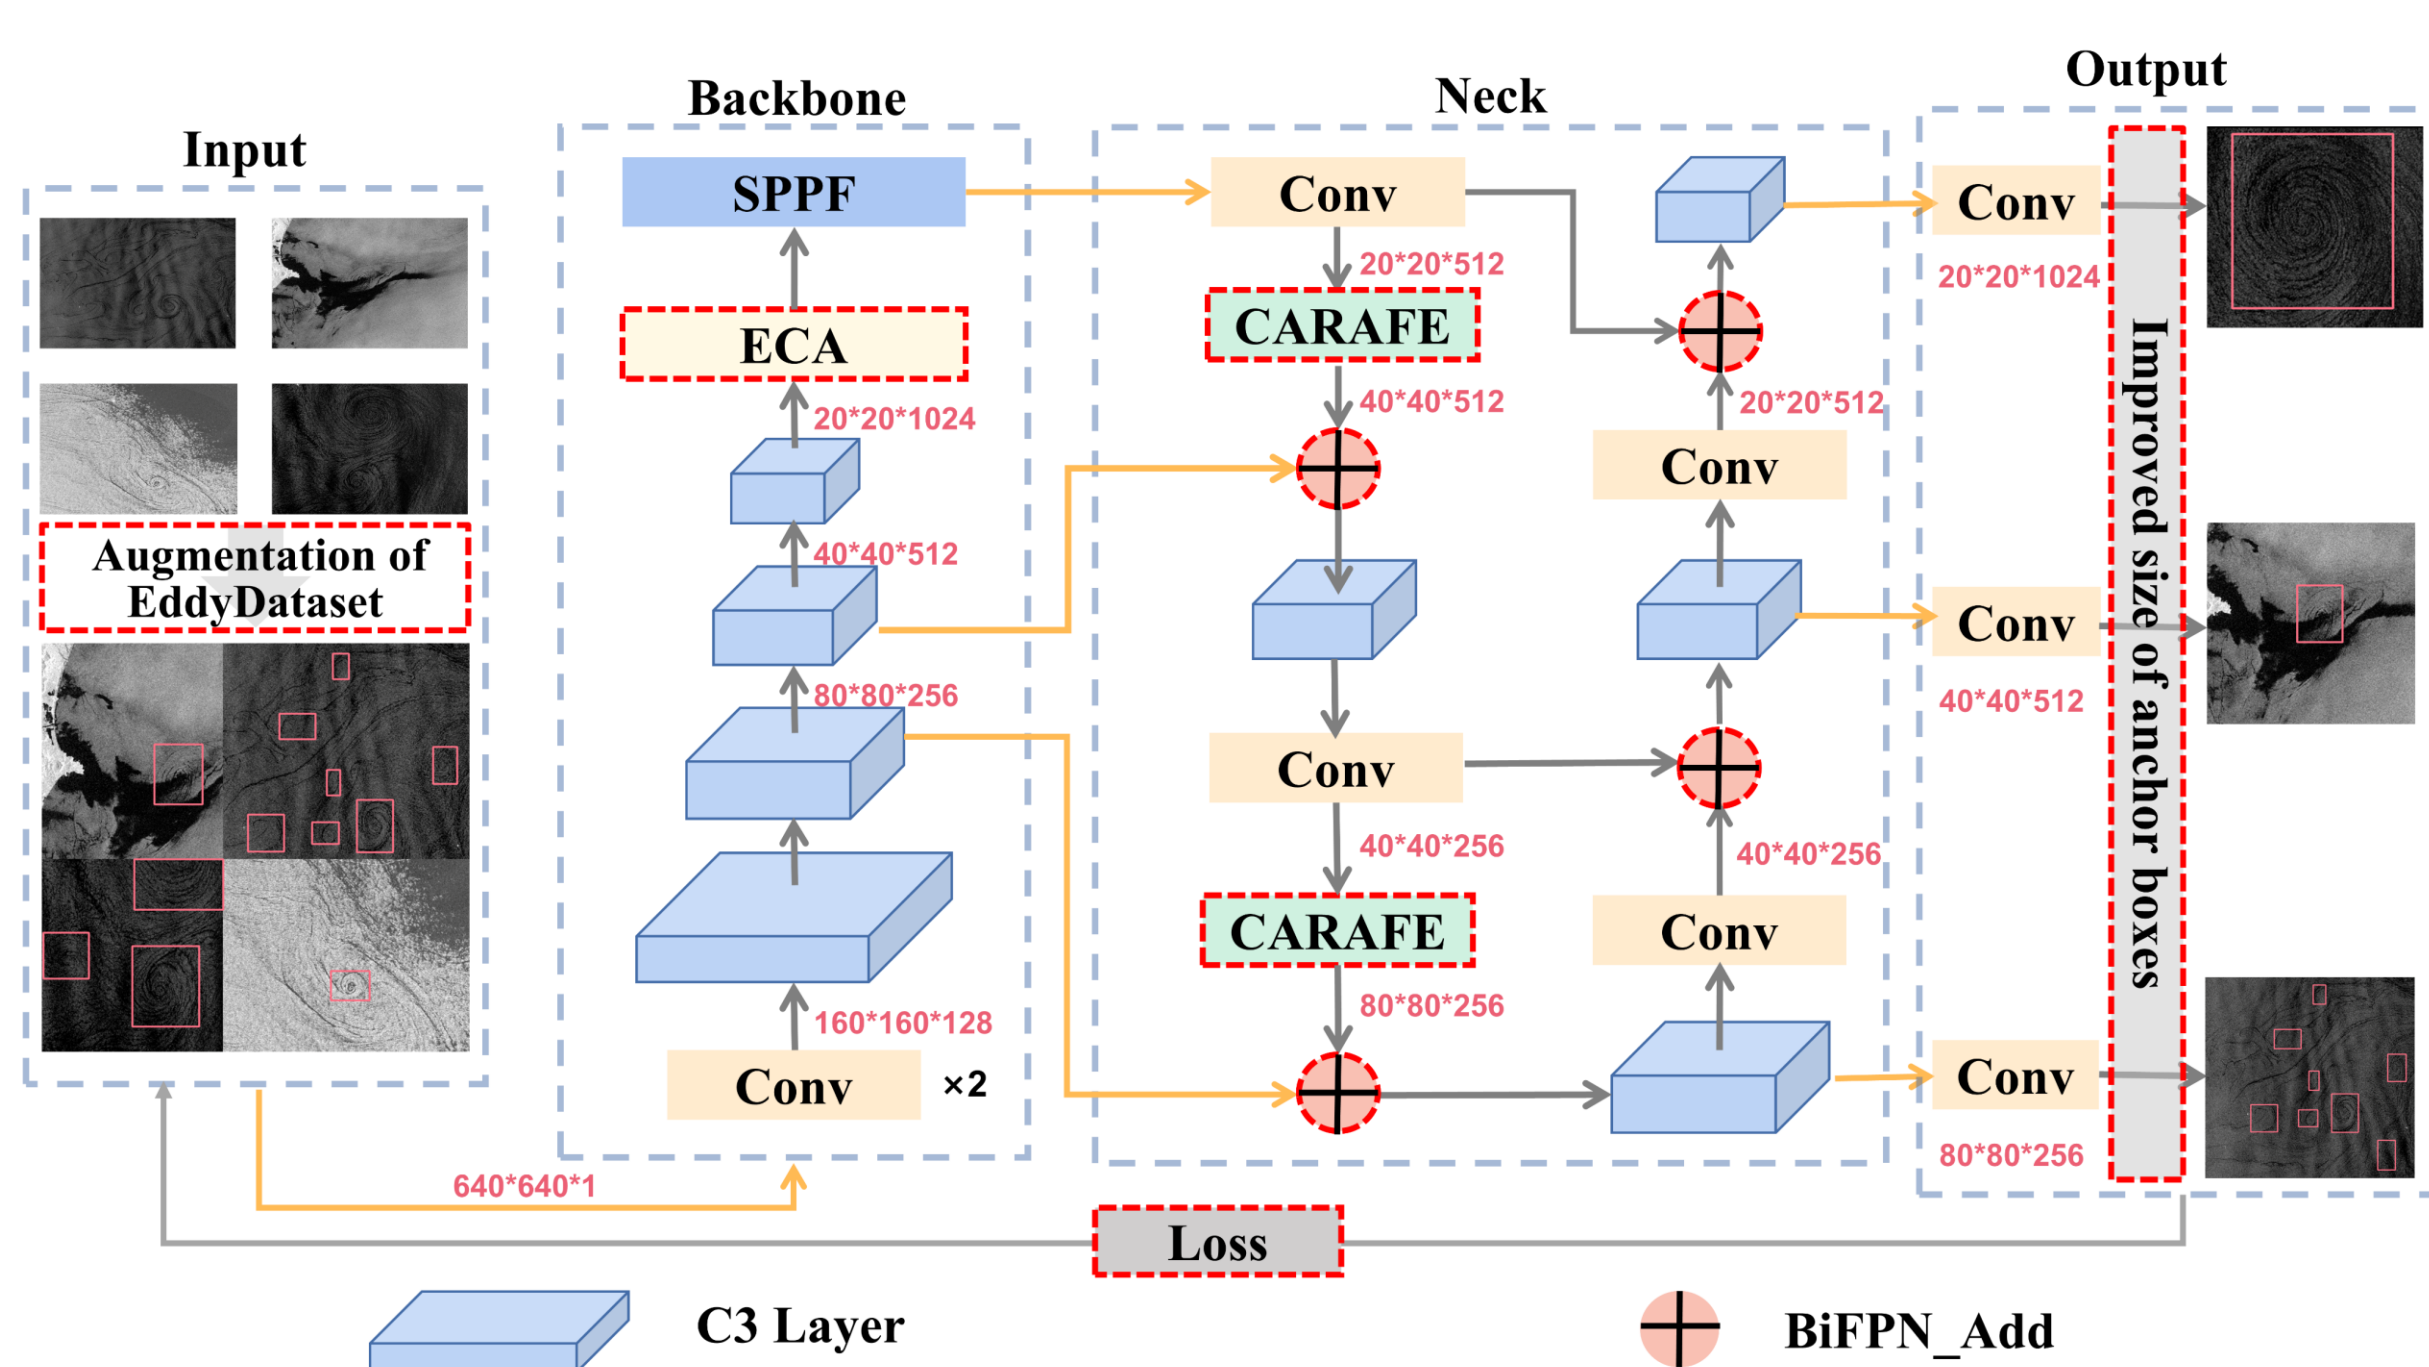 Input
Augmentation of
EddyDataset
640*640*1
Backbone
SPPF
ECA
20*20*1024
40*40*512
80*80*256
160*160*128
Conv
×2
Neck
Conv
20*20*512
CARAFE
40*40*512
Conv
40*40*256
CARAFE
80*80*256
20*20*512
Conv
40*40*256
Conv
Output
Conv
20*20*1024
Conv
40*40*512
Conv
80*80*256
Improved size of anchor boxes
Loss
C3 Layer
BiFPN_Add